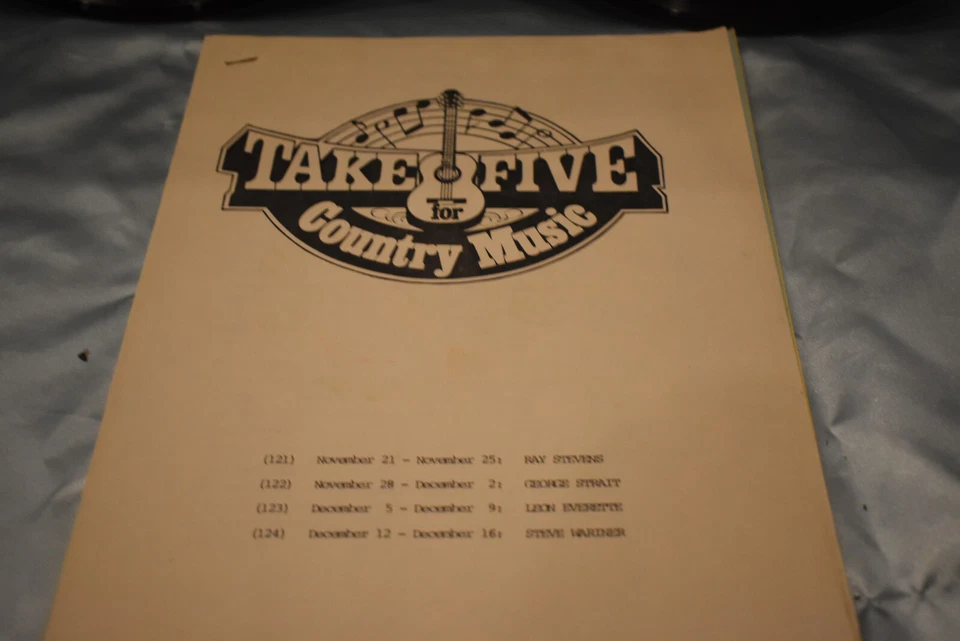 TAKE FIVE
for
Country Music
(121) November 21 - November 25: RAY STEVENS
(122) November 28 - December 2: GEORGE STRAIT
(123) December 5 - December 9: LEON EVERETTE
(124) December 12 - December 16: STEVE WARINER